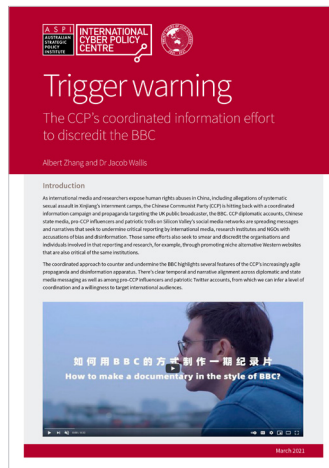 A S P I
AUSTRALIAN
STRATEGIC
POLICY
INSTITUTE
INTERNATIONAL
CYBER POLICY
CENTRE
Trigger warning
The CCP's coordinated information effort
to discredit the BBC
Albert Zhang and Dr Jacob Wallis
Introduction
As international media and researchers expose human rights abuses in China, including allegations of systematic
sexual assault in Xinjiang's internment camps, the Chinese Communist Party (CCP) is hitting back with a coordinated
information campaign and propaganda targeting the UK public broadcaster, the BBC. CCP diplomatic accounts, Chinese
state media, pro-CCP influencers and patriotic trolls on Silicon Valley's social media networks are spreading messages
and narratives that seek to undermine critical reporting by international media, research institutes and NGOs with
accusations of bias and disinformation. Those same efforts also seek to smear and discredit the organisations and
individuals involved in that reporting and research, for example, through promoting niche alternative Western websites
that are also critical of the same institutions.
The coordinated approach to counter and undermine the BBC highlights several features of the CCP's increasingly agile
propaganda and disinformation apparatus. There's clear temporal and narrative alignment across diplomatic and state
media messaging as well as among pro-CCP influencers and patriotic Twitter accounts, from which we can infer a level of
coordination and a willingness to target international audiences.
如何用BBC的方式制作一期纪录片
How to make a documentary in the style of BBC?
March 2021